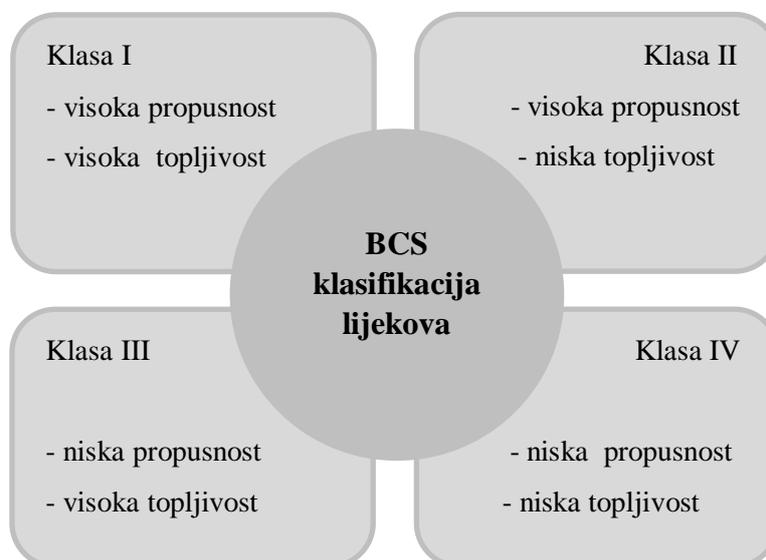 Klasa I
- visoka propusnost
- visoka topljivost
Klasa II
- visoka propusnost
- niska topljivost
BCS
klasifikacija
lijekova
Klasa III
- niska propusnost
- visoka topljivost
Klasa IV
- niska propusnost
- niska topljivost